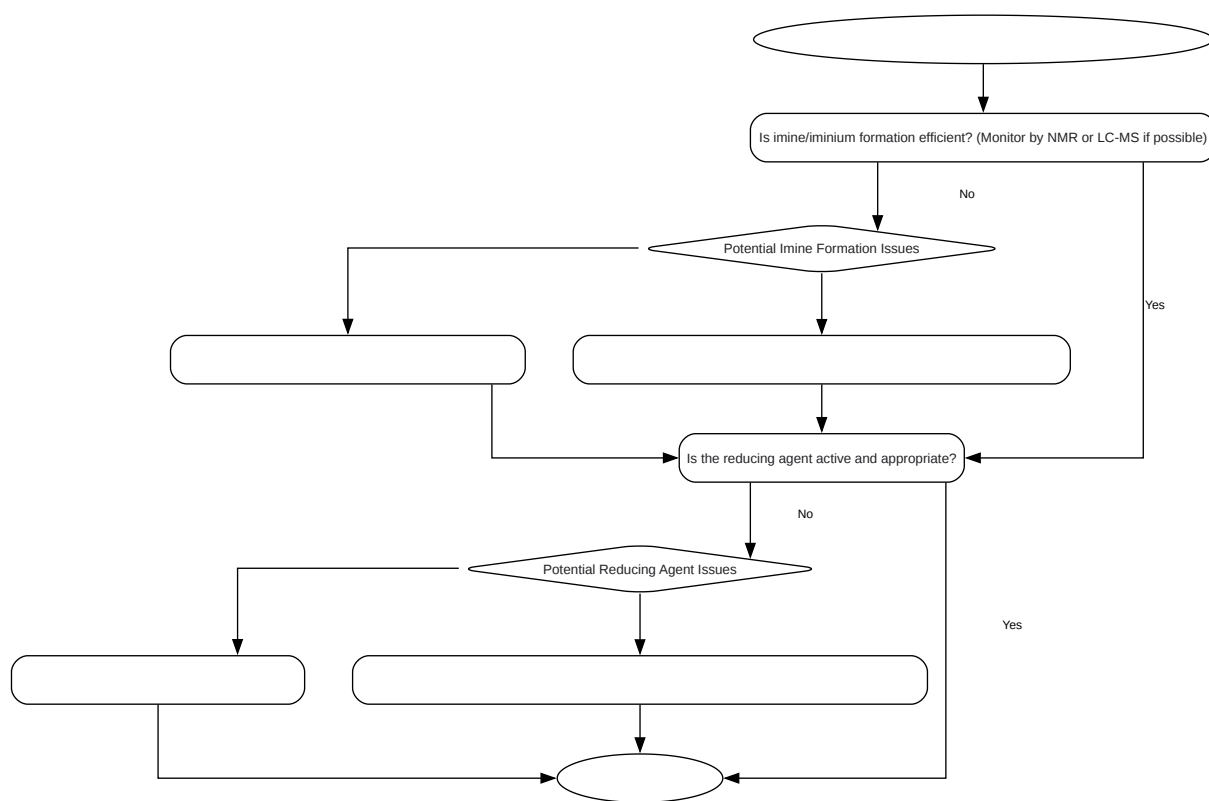 Is imine/iminium formation efficient? (Monitor by NMR or LC-MS if possible)
No
Potential Imine Formation Issues
Yes
Is the reducing agent active and appropriate?
No
Potential Reducing Agent Issues
Yes